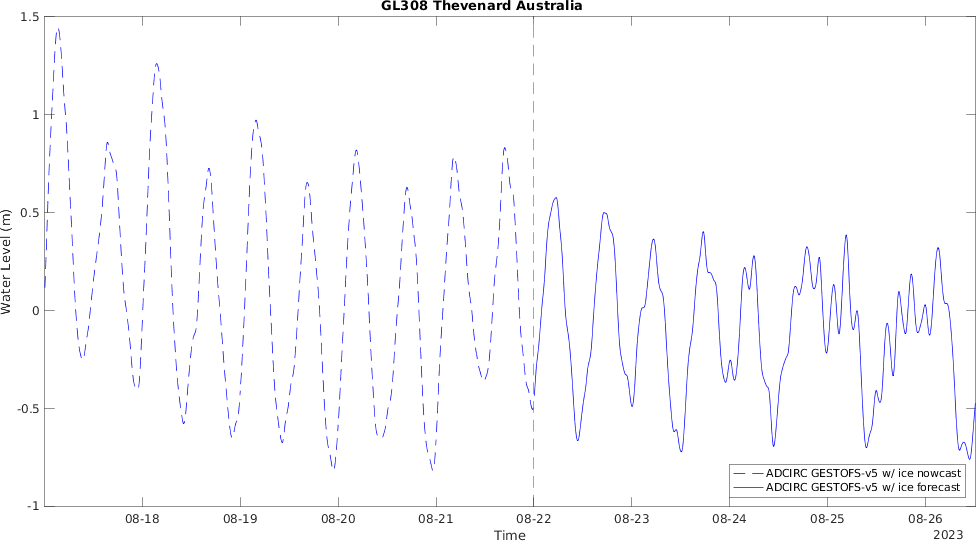 GL308 Thevenard Australia
1.5
1
0.5
0
-0.5
-1
Water Level (m)
08-18 08-19 08-20 08-21 08-22 08-23 08-24 08-25 08-26
Time
2023
ADCIRC GESTOFS-v5 w/ ice nowcast
ADCIRC GESTOFS-v5 w/ ice forecast